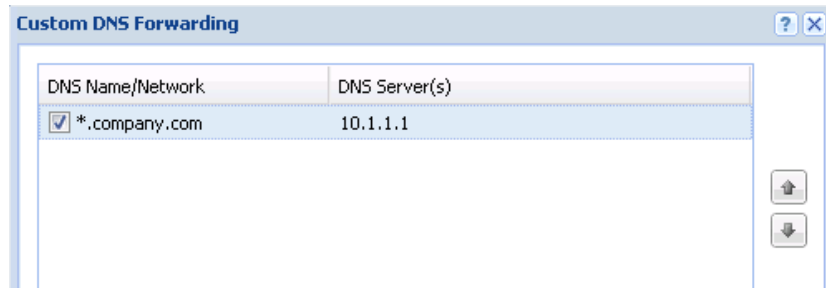 Custom DNS Forwarding
DNS Name/Network DNS Server(s)
*.company.com 10.1.1.1